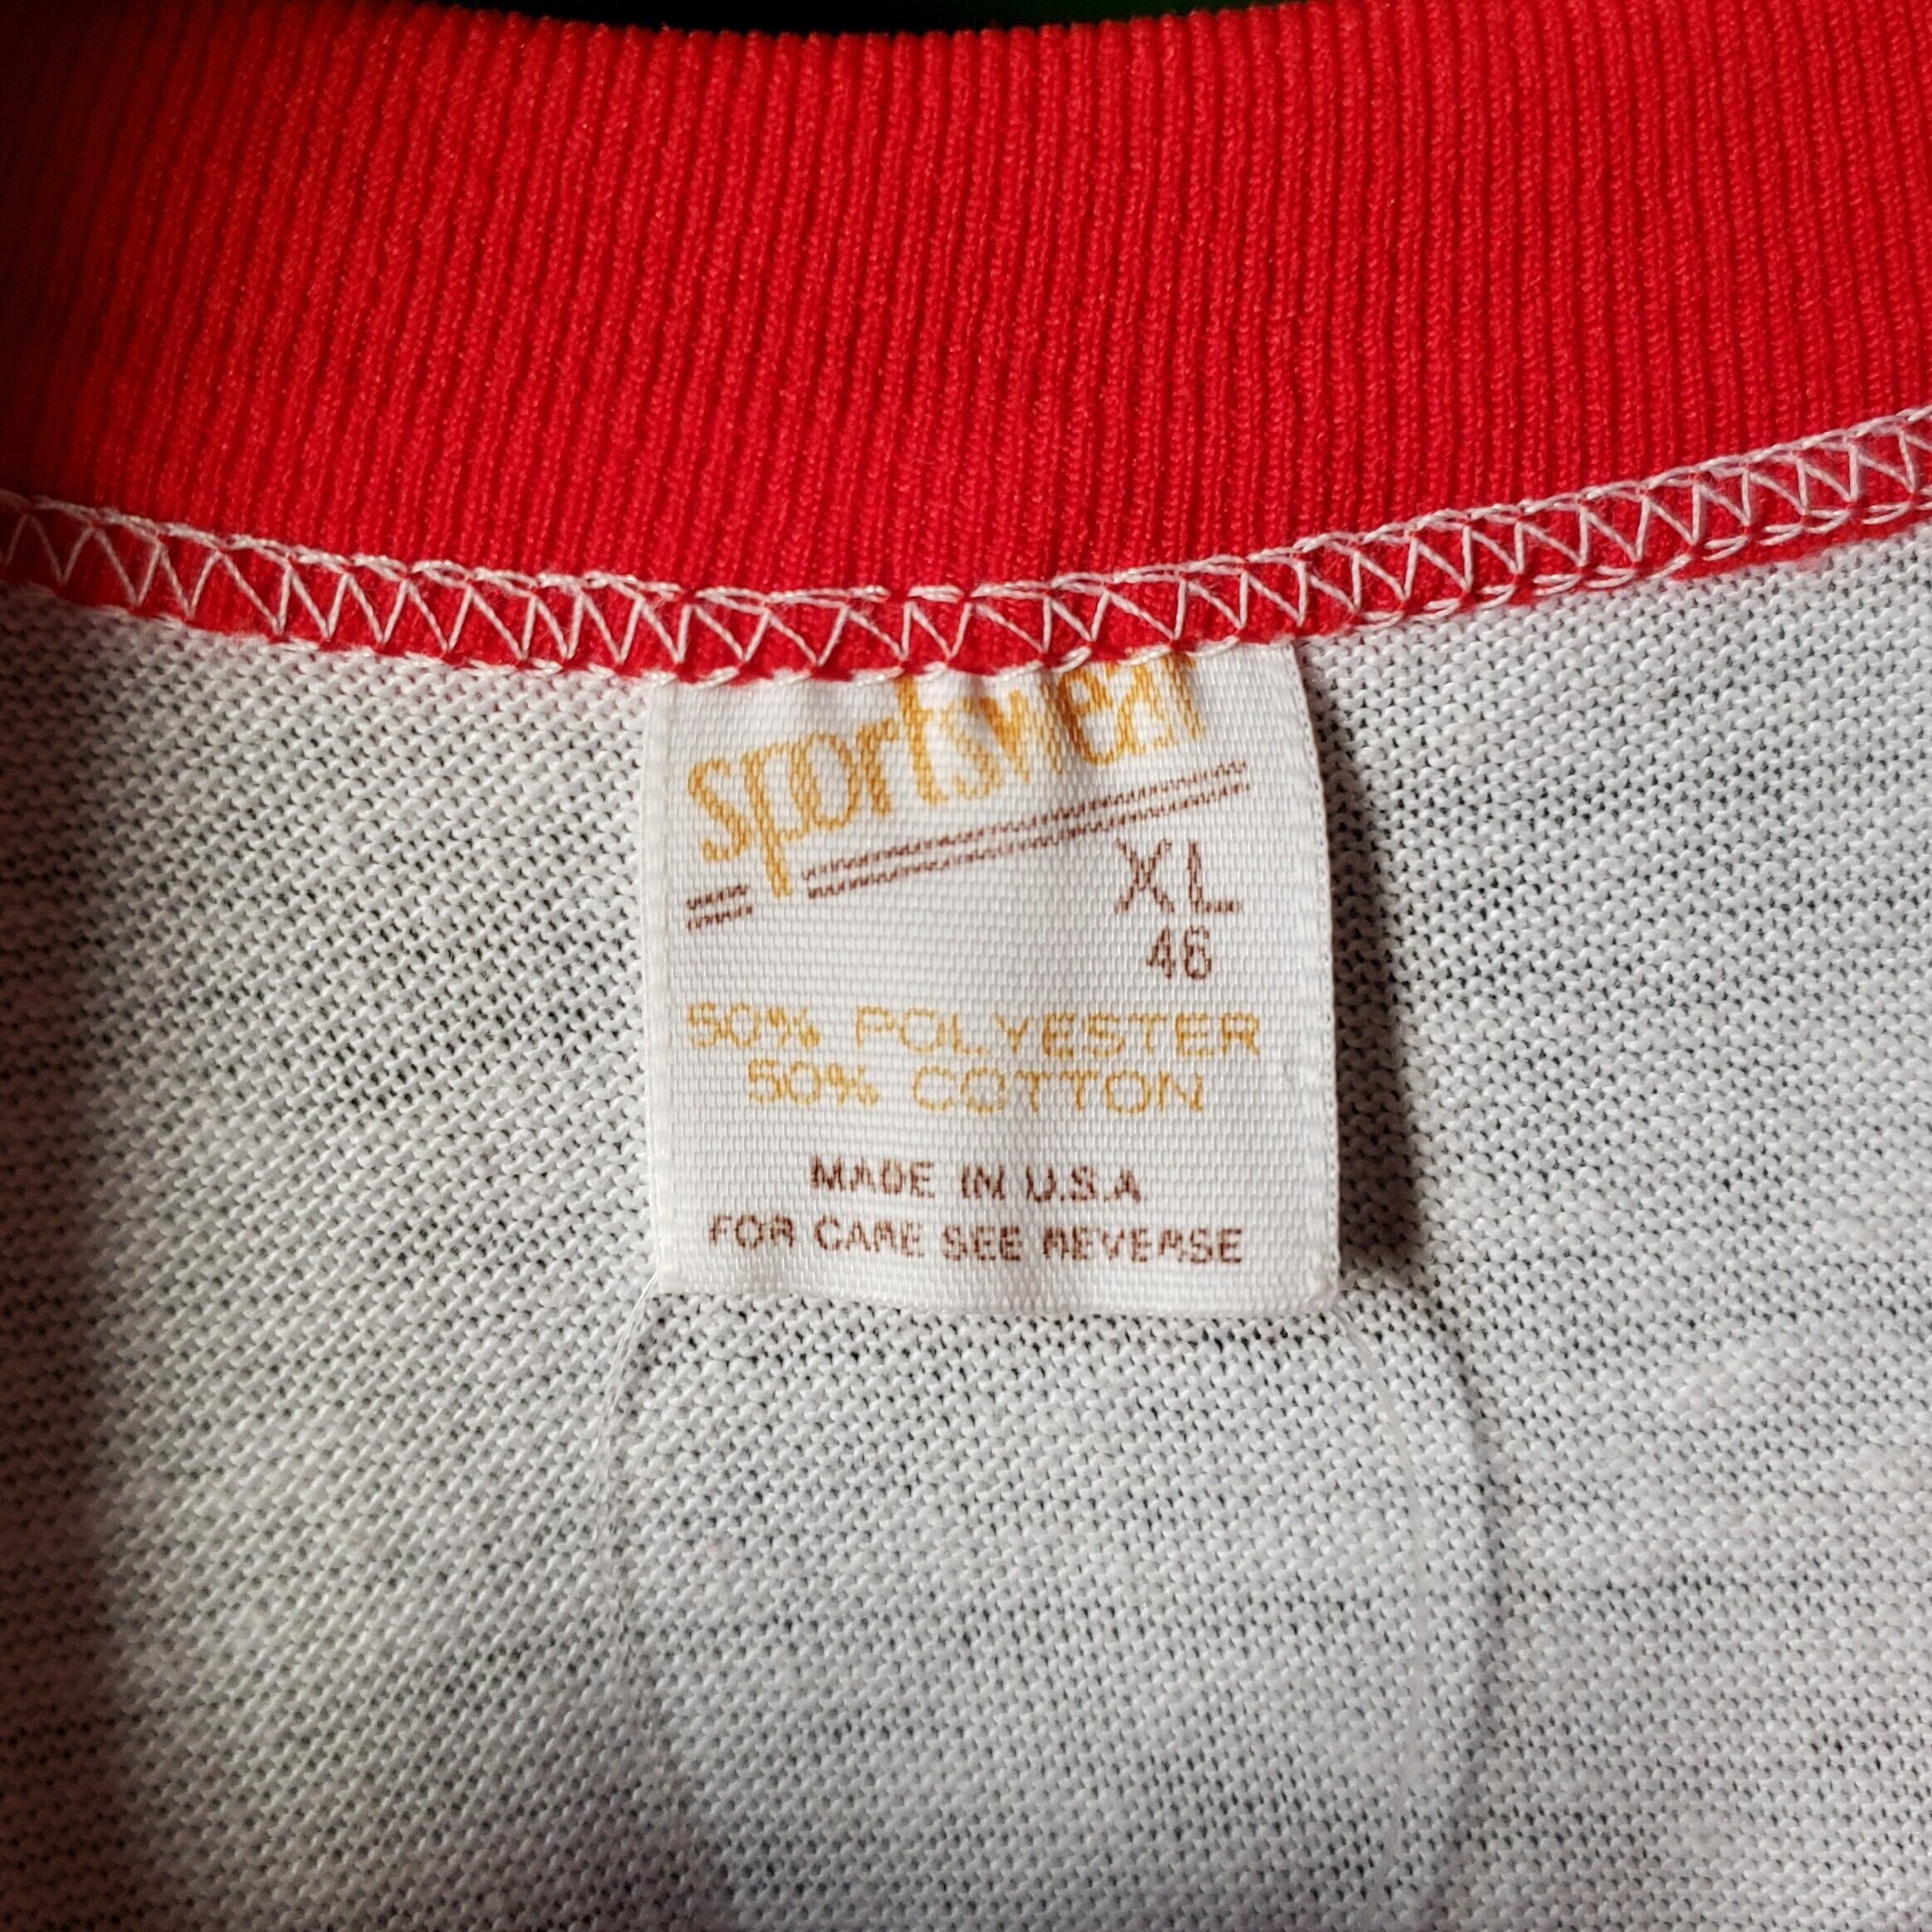 sportswear
XL
46
50% POLYESTER
50% COTTON
MADE IN U.S.A
FOR CARE SEE REVERSE